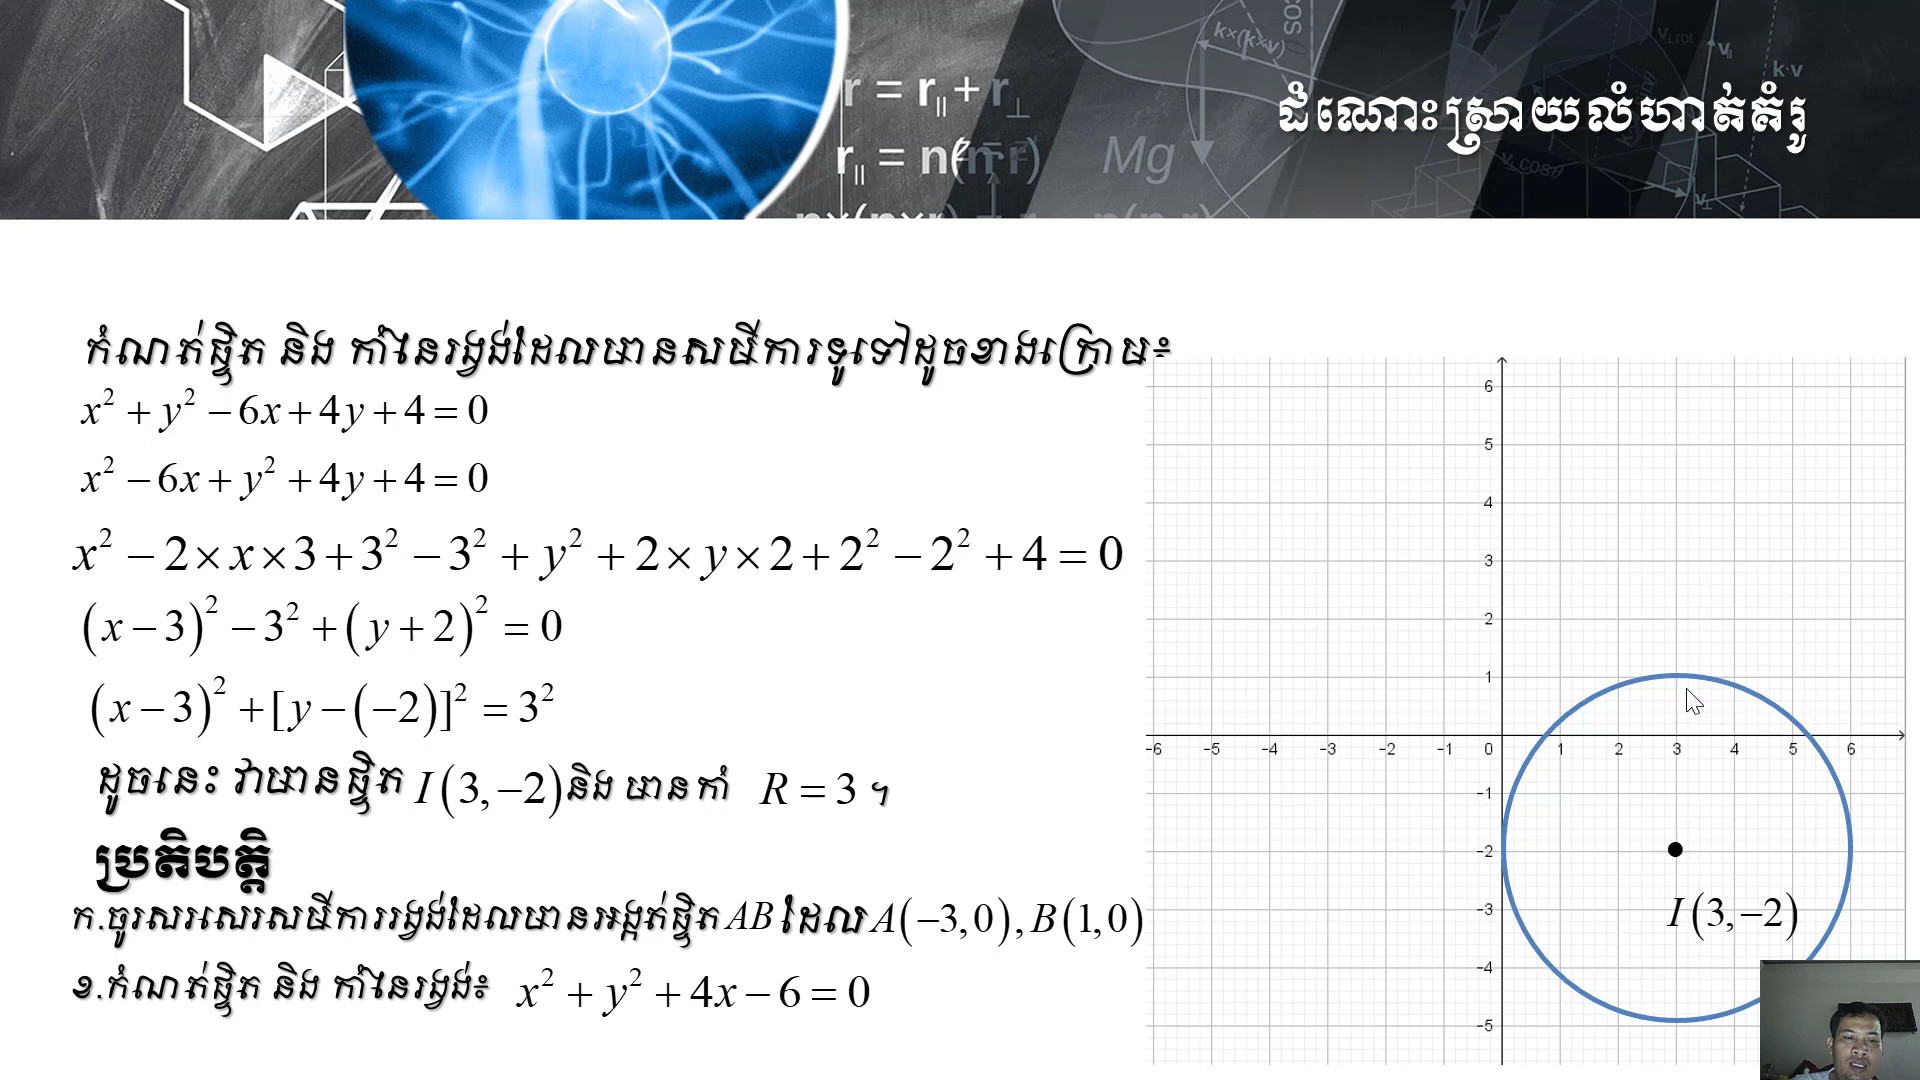 r = r∥ + r⊥
r∥ = n(
Mg
k×(k×v)
cosθ
k·v
v⊥rot
v⊥cosθ
ដំណោះស្រាយលំហាត់គំរូ
កំណត់ផ្ចិត និង កាំនៃរង្វង់ដែលមានសមីការទូទៅដូចខាងក្រោម៖
x² + y² − 6x + 4y + 4 = 0
x² − 6x + y² + 4y + 4 = 0
x² − 2 × x × 3 + 3² − 3² + y² + 2 × y × 2 + 2² − 2² + 4 = 0
(x − 3)² − 3² + (y + 2)² = 0
(x − 3)² + [y − (−2)]² = 3²
ដូចនេះ វាមានផ្ចិត I(3, −2) និង មានកាំ R = 3 ។
ប្រតិបត្តិ
ក.ចូរសរសេរសមីការរង្វង់ដែលមានអង្កត់ផ្ចិត AB ដែល A(−3, 0), B(1, 0)
ខ.កំណត់ផ្ចិត និង កាំនៃរង្វង់៖ x² + y² + 4x − 6 = 0
6
5
4
3
2
1
-6 -5 -4 -3 -2 -1 0 1 2 3 4 5 6
-1
-2
-3
I(3, −2)
-4
-5